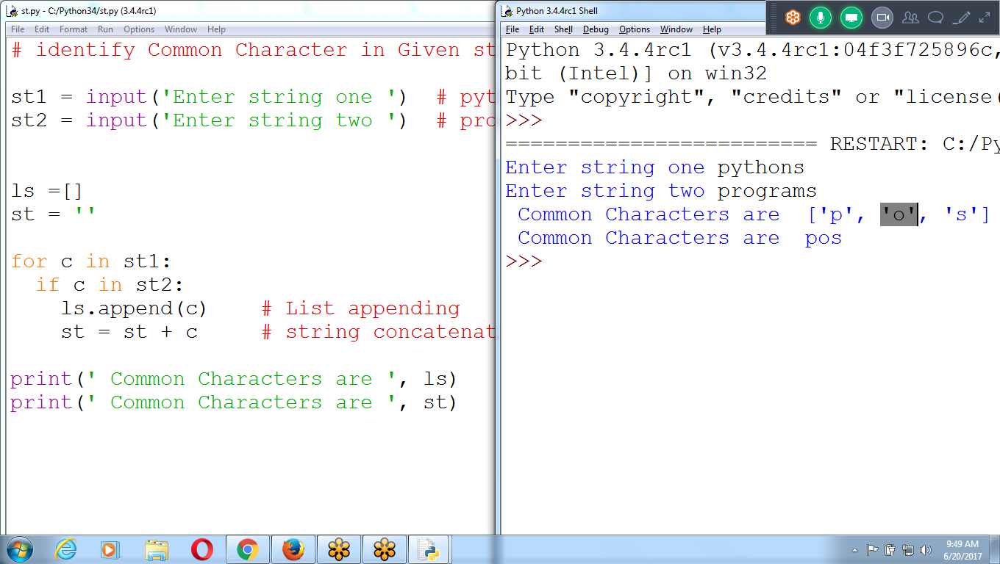 st.py - C:/Python34/st.py (3.4.4rc1)
File Edit Format Run Options Window Help
# identify Common Character in Given st
st1 = input('Enter string one ')  # pyt
st2 = input('Enter string two ')  # pro
ls =[]
st = ''
for c in st1:
  if c in st2:
    ls.append(c)    # List appending
    st = st + c     # string concatenat
print(' Common Characters are ', ls)
print(' Common Characters are ', st)
Python 3.4.4rc1 Shell
File Edit Shell Debug Options Window Help
Python 3.4.4rc1 (v3.4.4rc1:04f3f725896c,
bit (Intel)] on win32
Type "copyright", "credits" or "license(
>>>
========================= RESTART: C:/Py
Enter string one pythons
Enter string two programs
 Common Characters are  ['p', 'o', 's']
 Common Characters are  pos
>>>
9:49 AM
6/20/2017